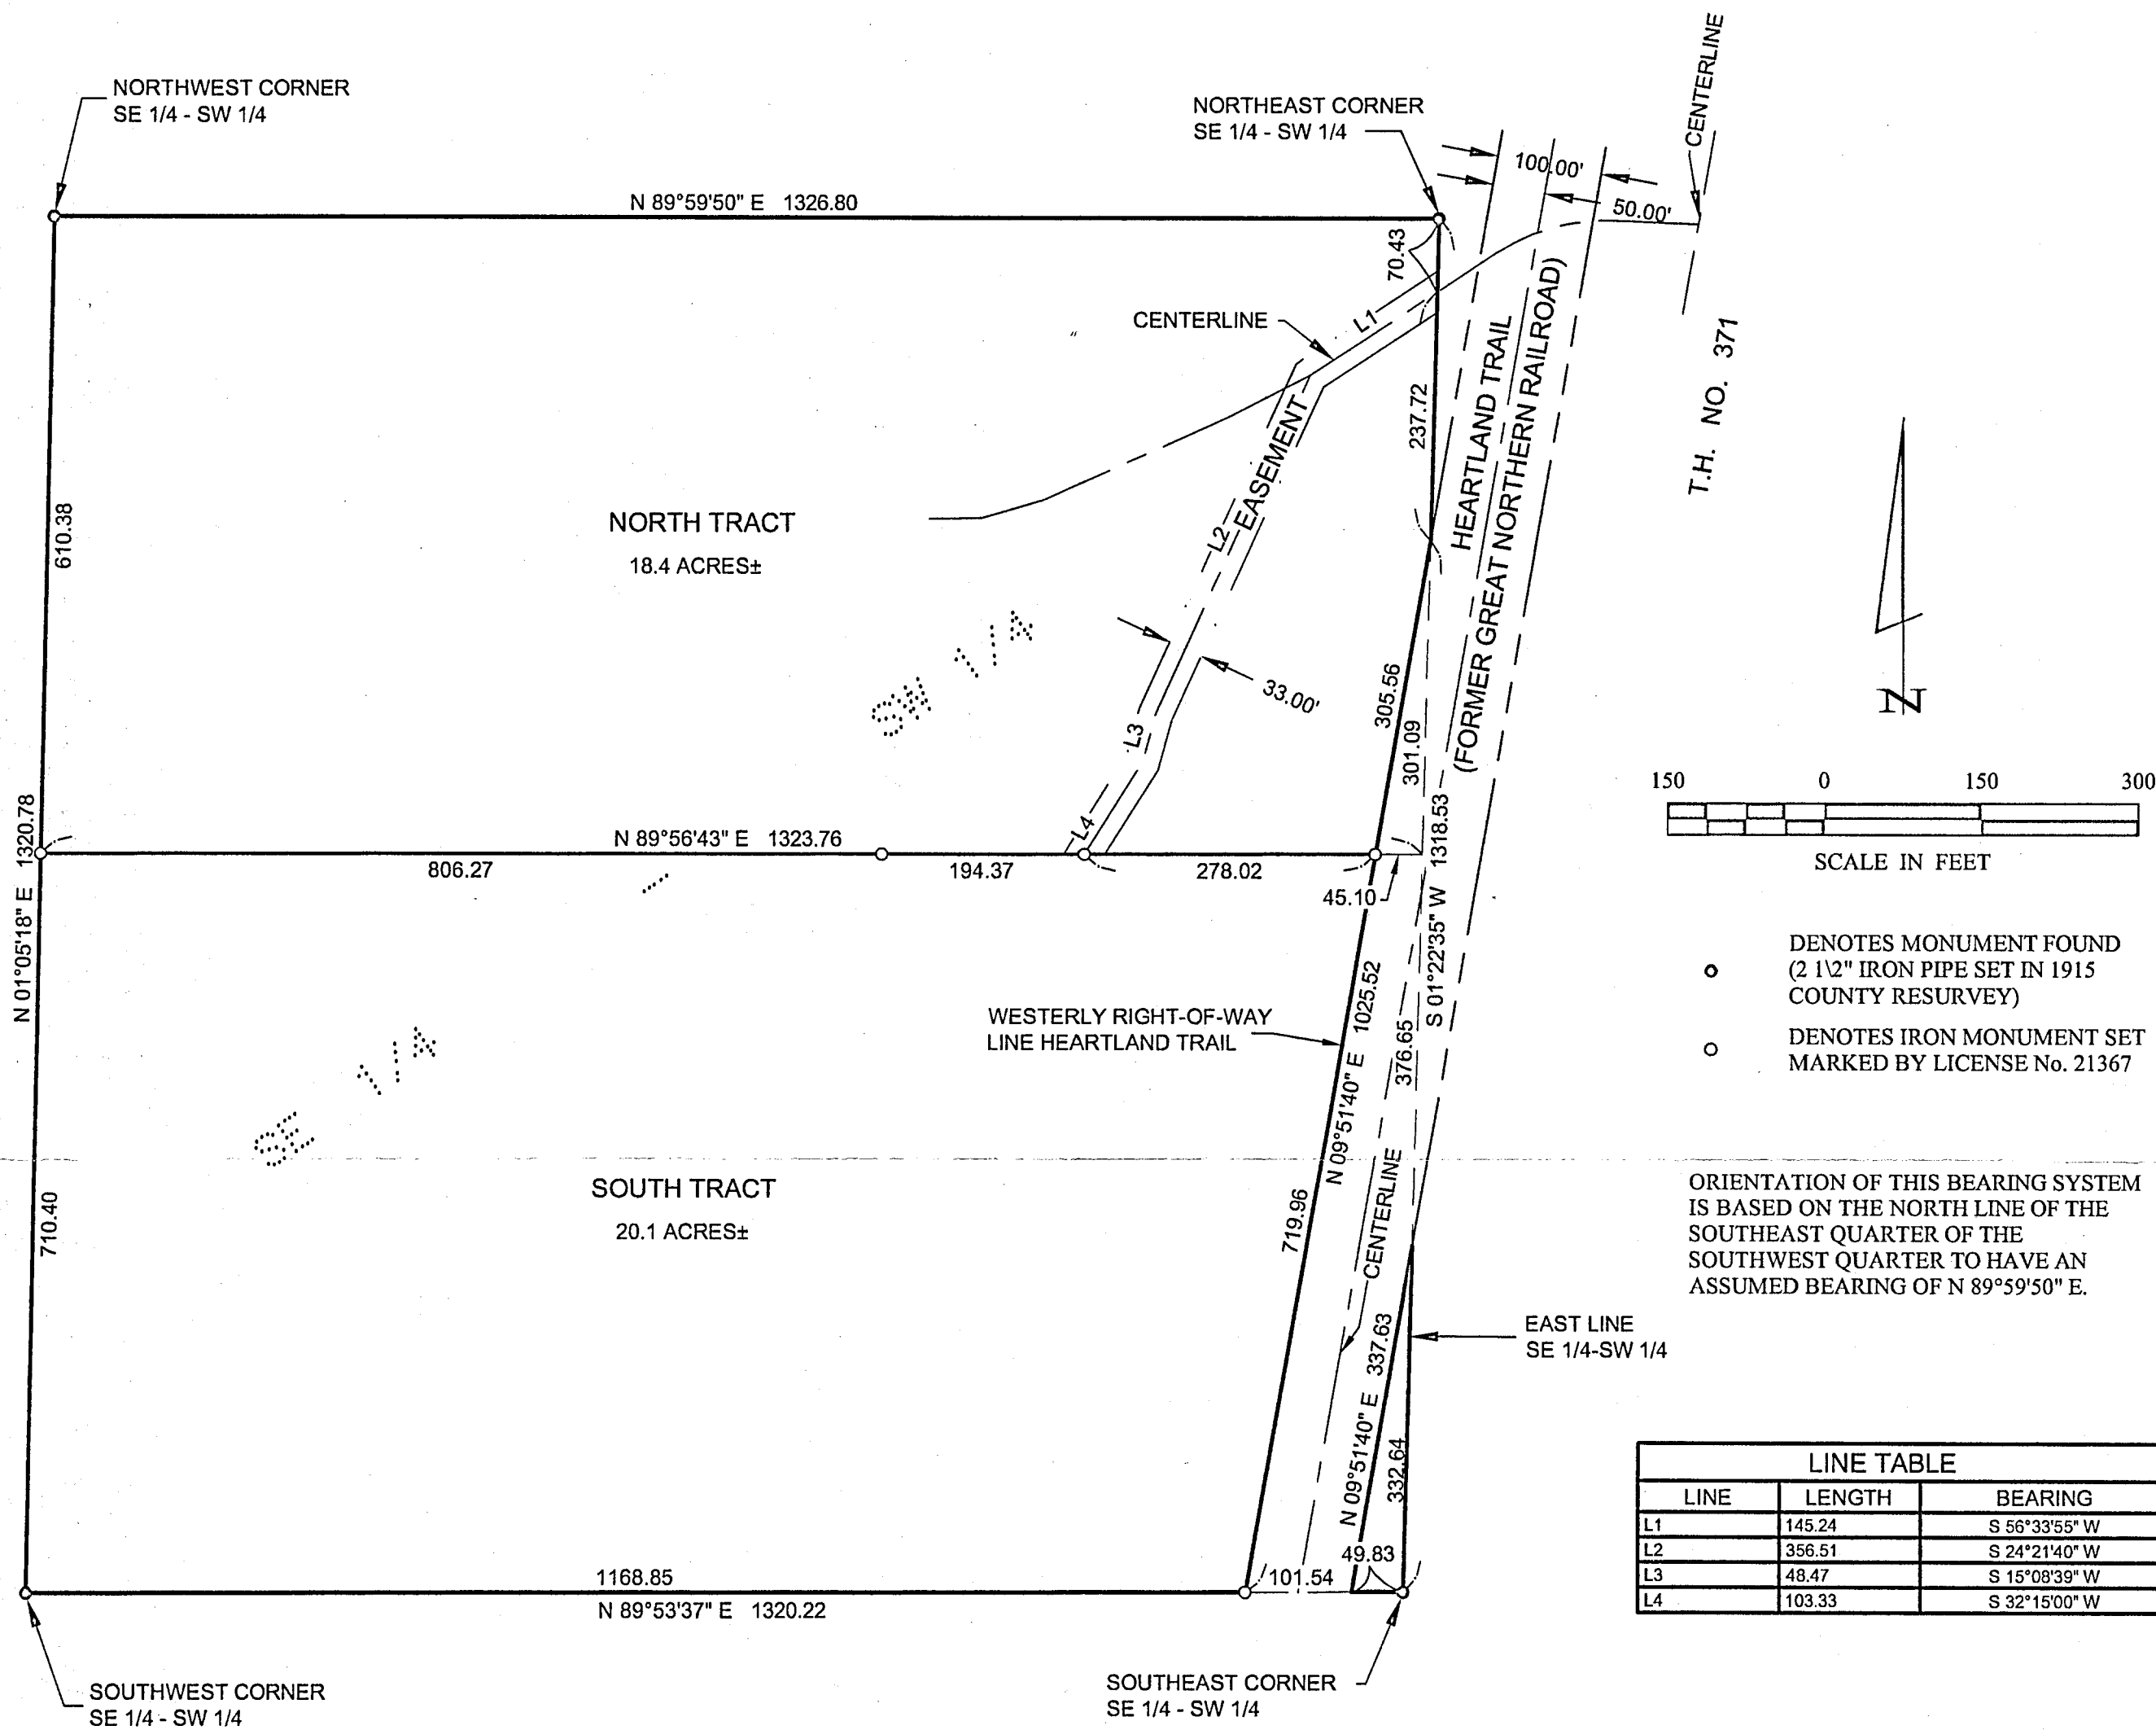 NORTHWEST CORNER
SE 1/4 - SW 1/4
NORTHEAST CORNER
SE 1/4 - SW 1/4
CENTERLINE
100.00'
50.00'
N 89°59'50" E 1326.80
70.43
CENTERLINE
L1
237.72
EASEMENT
HEARTLAND TRAIL
(FORMER GREAT NORTHERN RAILROAD)
T.H. NO. 371
610.38
NORTH TRACT
18.4 ACRES±
L2
SW 1/4
33.00'
L3
305.56
301.09
N
L4
N 01°05'18" E 1320.78
N 89°56'43" E 1323.76
806.27
194.37
278.02
45.10
S 01°22'35" W 1318.53
150 0 150 300
SCALE IN FEET
DENOTES MONUMENT FOUND
(2 1\2" IRON PIPE SET IN 1915
COUNTY RESURVEY)
DENOTES IRON MONUMENT SET
MARKED BY LICENSE No. 21367
WESTERLY RIGHT-OF-WAY
LINE HEARTLAND TRAIL
N 09°51'40" E 1025.52
376.65
SE 1/4
SOUTH TRACT
20.1 ACRES±
710.40
719.96
CENTERLINE
ORIENTATION OF THIS BEARING SYSTEM
IS BASED ON THE NORTH LINE OF THE
SOUTHEAST QUARTER OF THE
SOUTHWEST QUARTER TO HAVE AN
ASSUMED BEARING OF N 89°59'50" E.
EAST LINE
SE 1/4-SW 1/4
N 09°51'40" E 337.63
332.64
49.83
101.54
1168.85
N 89°53'37" E 1320.22
LINE TABLE
LINE LENGTH BEARING
L1 145.24 S 56°33'55" W
L2 356.51 S 24°21'40" W
L3 48.47 S 15°08'39" W
L4 103.33 S 32°15'00" W
SOUTHWEST CORNER
SE 1/4 - SW 1/4
SOUTHEAST CORNER
SE 1/4 - SW 1/4